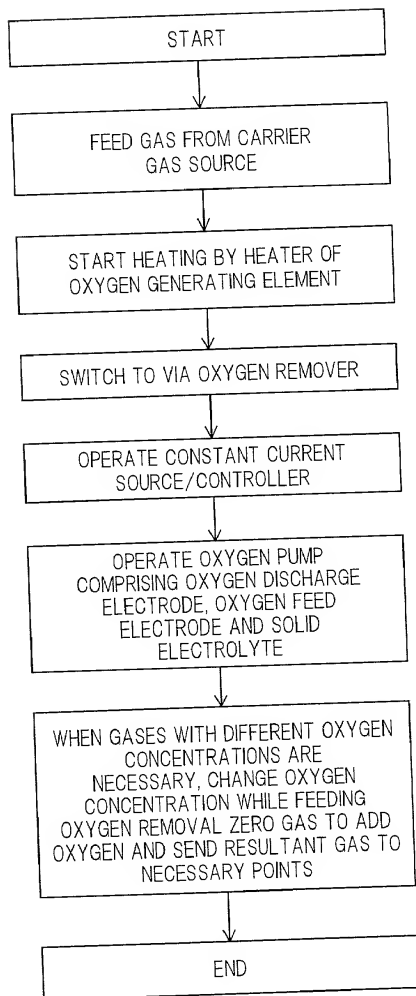 START
FEED GAS FROM CARRIER
GAS SOURCE
START HEATING BY HEATER OF
OXYGEN GENERATING ELEMENT
SWITCH TO VIA OXYGEN REMOVER
OPERATE CONSTANT CURRENT
SOURCE/CONTROLLER
OPERATE OXYGEN PUMP
COMPRISING OXYGEN DISCHARGE
ELECTRODE, OXYGEN FEED
ELECTRODE AND SOLID
ELECTROLYTE
WHEN GASES WITH DIFFERENT OXYGEN
CONCENTRATIONS ARE
NECESSARY, CHANGE OXYGEN
CONCENTRATION WHILE FEEDING
OXYGEN REMOVAL ZERO GAS TO ADD
OXYGEN AND SEND RESULTANT GAS TO
NECESSARY POINTS
END